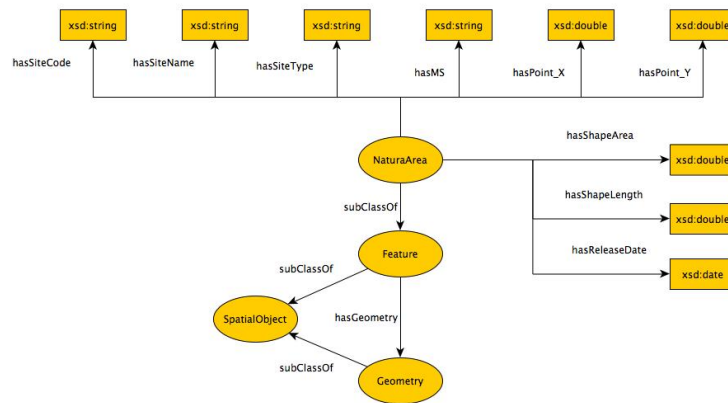 xsd:string
xsd:string
xsd:string
xsd:string
xsd:double
xsd:double
hasSiteCode
hasSiteName
hasSiteType
hasMS
hasPoint_X
hasPoint_Y
hasShapeArea
NaturaArea
xsd:double
hasShapeLength
subClassOf
xsd:double
hasReleaseDate
Feature
subClassOf
xsd:date
SpatialObject
hasGeometry
subClassOf
Geometry